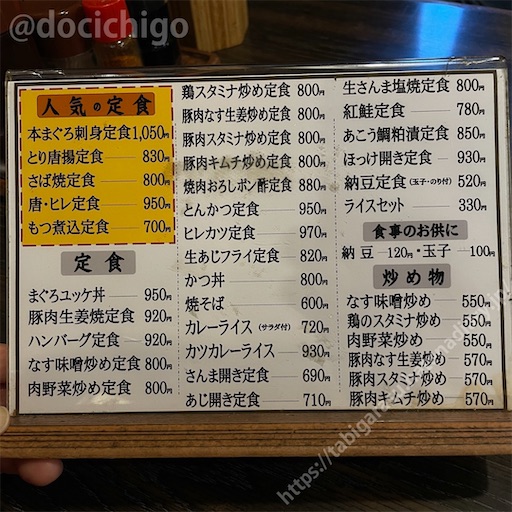 @docichigo
人気の定食
本まぐろ刺身定食 1,050円
とり唐揚定食 830円
さば焼定食 800円
唐・ヒレ定食 950円
もつ煮込定食 700円
定食
まぐろユッケ丼 950円
豚肉生姜焼定食 920円
ハンバーグ定食 920円
なす味噌炒め定食 800円
肉野菜炒め定食 800円
鶏スタミナ炒め定食 800円
豚肉なす生姜炒め定食 800円
豚肉スタミナ炒め定食 800円
豚肉キムチ炒め定食 800円
焼肉おろしポン酢定食 880円
とんかつ定食 950円
ヒレカツ定食 970円
生あじフライ定食 820円
かつ丼 800円
焼そば 600円
カレーライス (サラダ付) 720円
カツカレーライス 930円
さんま開き定食 690円
あじ開き定食 710円
生さんま塩焼定食 800円
紅鮭定食 780円
あこう鯛粕漬定食 850円
ほっけ開き定食 930円
納豆定食 (玉子・のり付) 520円
ライスセット 330円
食事のお供に
納豆 120円・玉子 100円
炒め物
なす味噌炒め 550円
鶏のスタミナ炒め 550円
肉野菜炒め 550円
豚肉なす生姜炒め 570円
豚肉スタミナ炒め 570円
豚肉キムチ炒め 570円